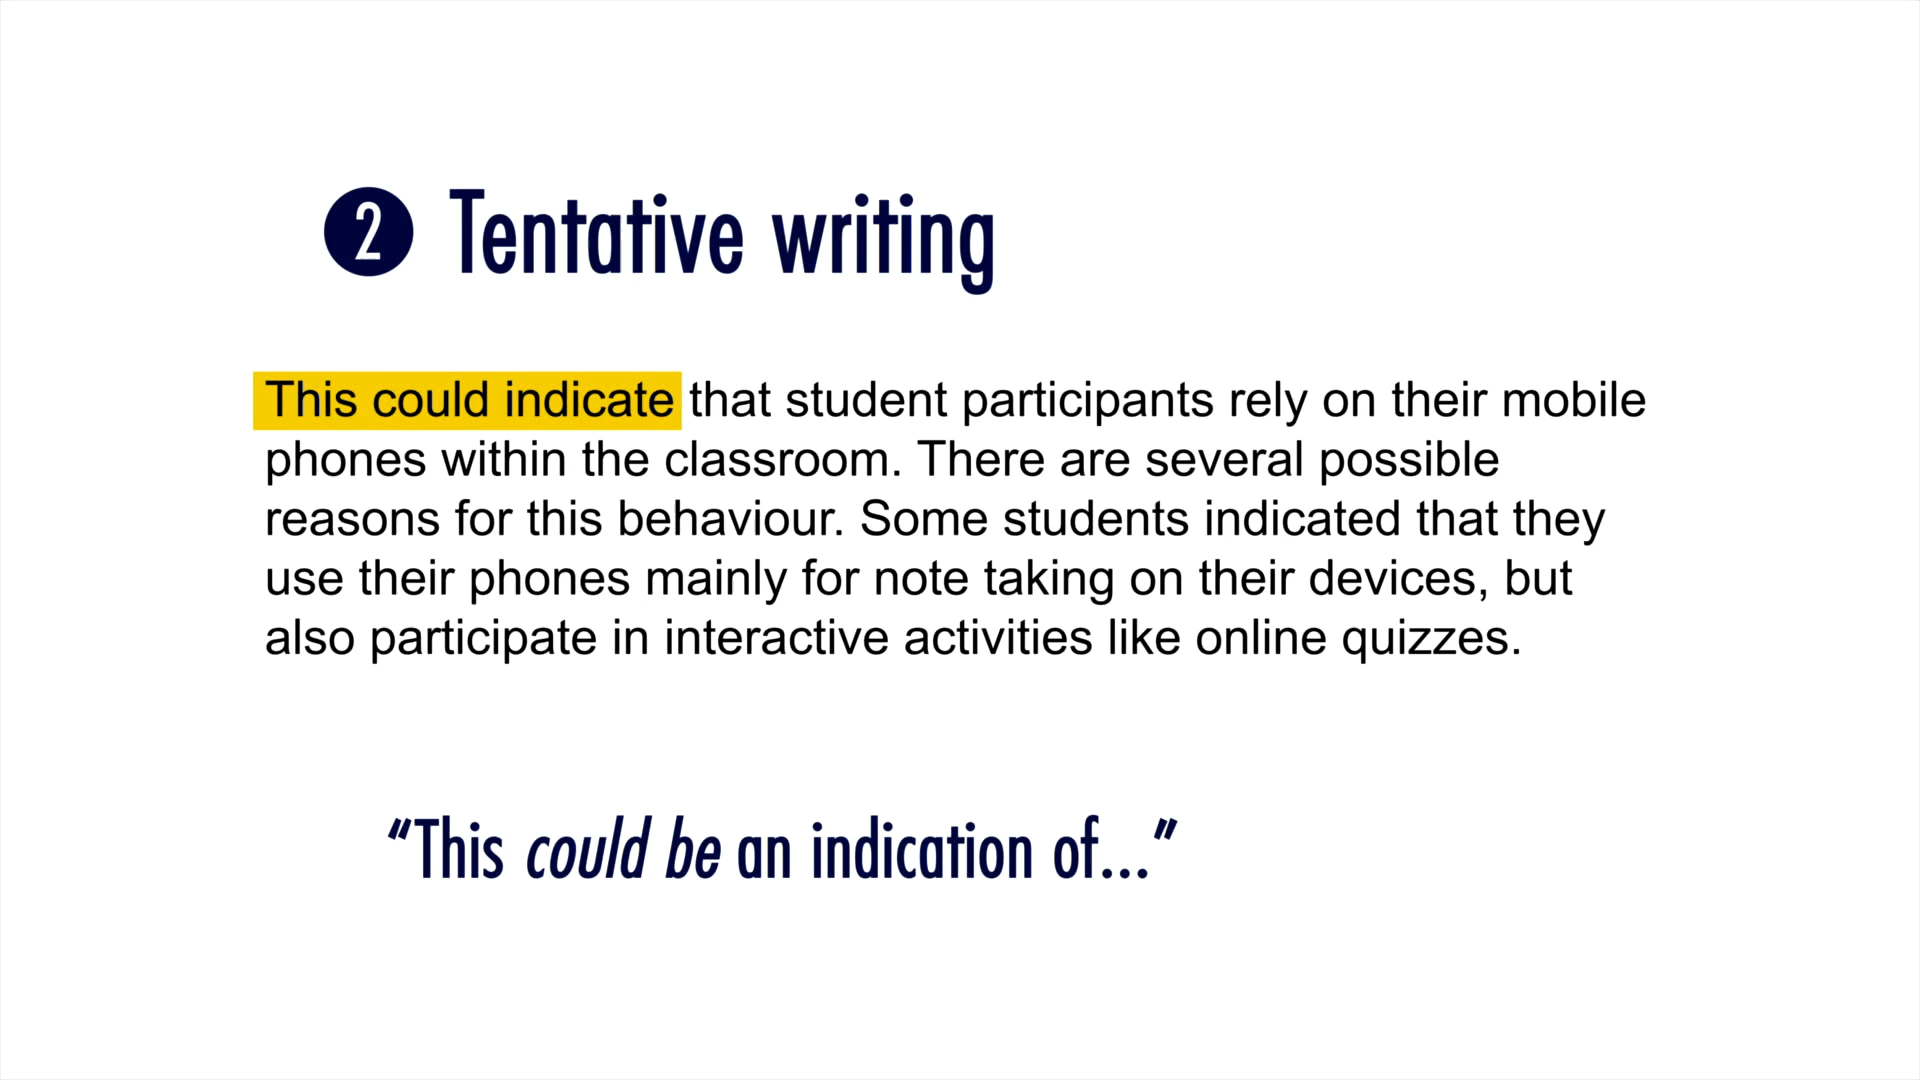 2 Tentative writing
This could indicate that student participants rely on their mobile
phones within the classroom. There are several possible
reasons for this behaviour. Some students indicated that they
use their phones mainly for note taking on their devices, but
also participate in interactive activities like online quizzes.
“This could be an indication of...”